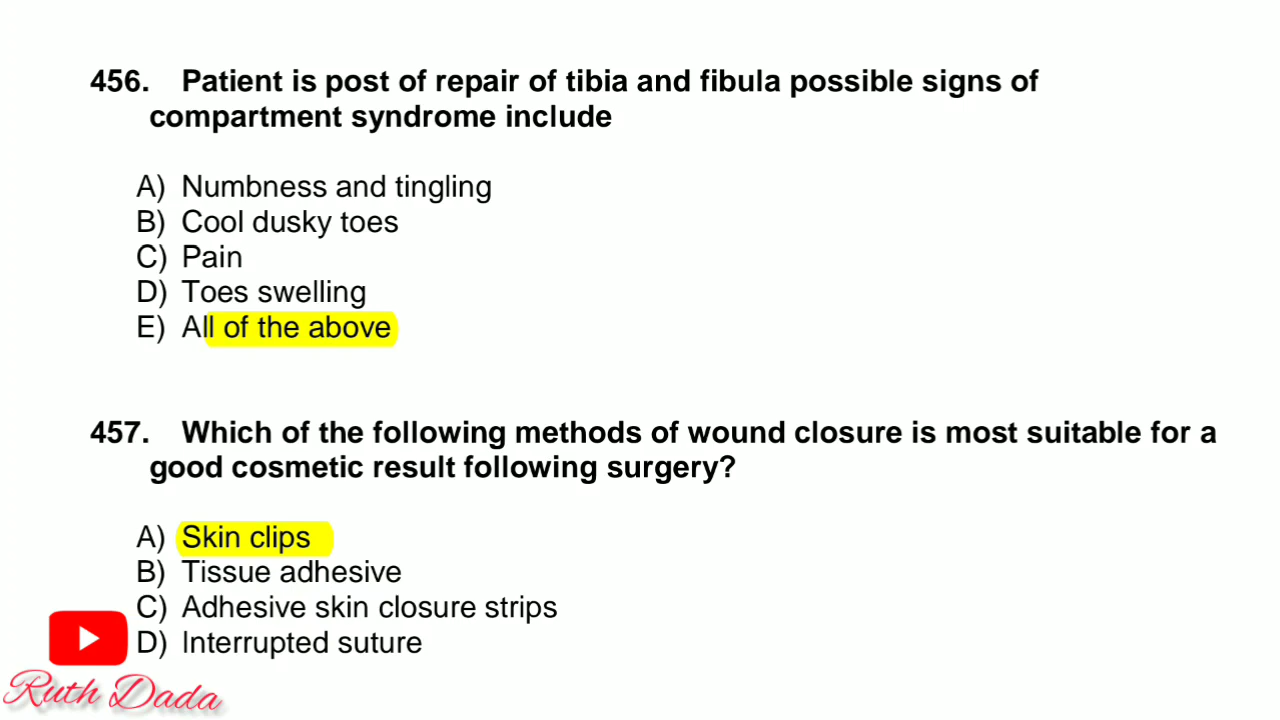 456. Patient is post of repair of tibia and fibula possible signs of
compartment syndrome include
A) Numbness and tingling
B) Cool dusky toes
C) Pain
D) Toes swelling
E) All of the above
457. Which of the following methods of wound closure is most suitable for a
good cosmetic result following surgery?
A) Skin clips
B) Tissue adhesive
C) Adhesive skin closure strips
D) Interrupted suture
Ruth Dada